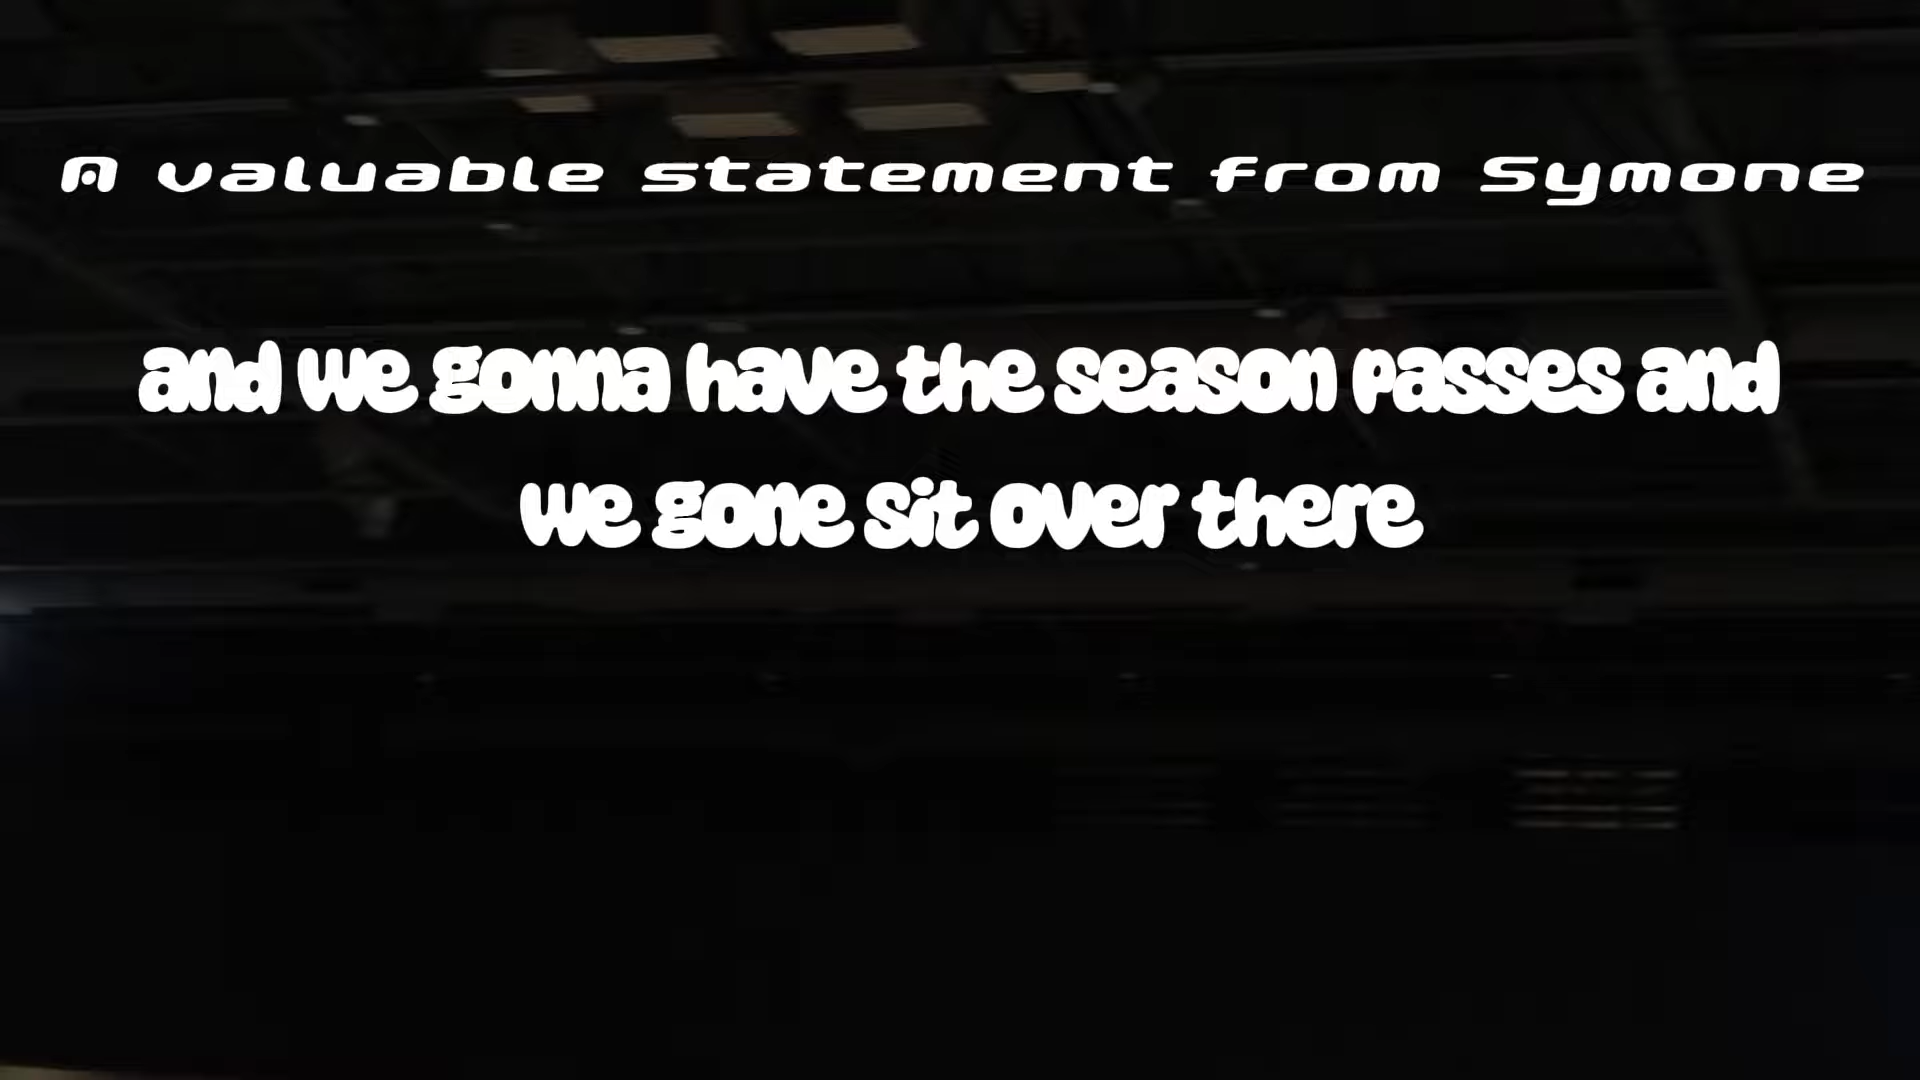 A valuable statement from Symone
and we gonna have the season passes and
we gone sit over there